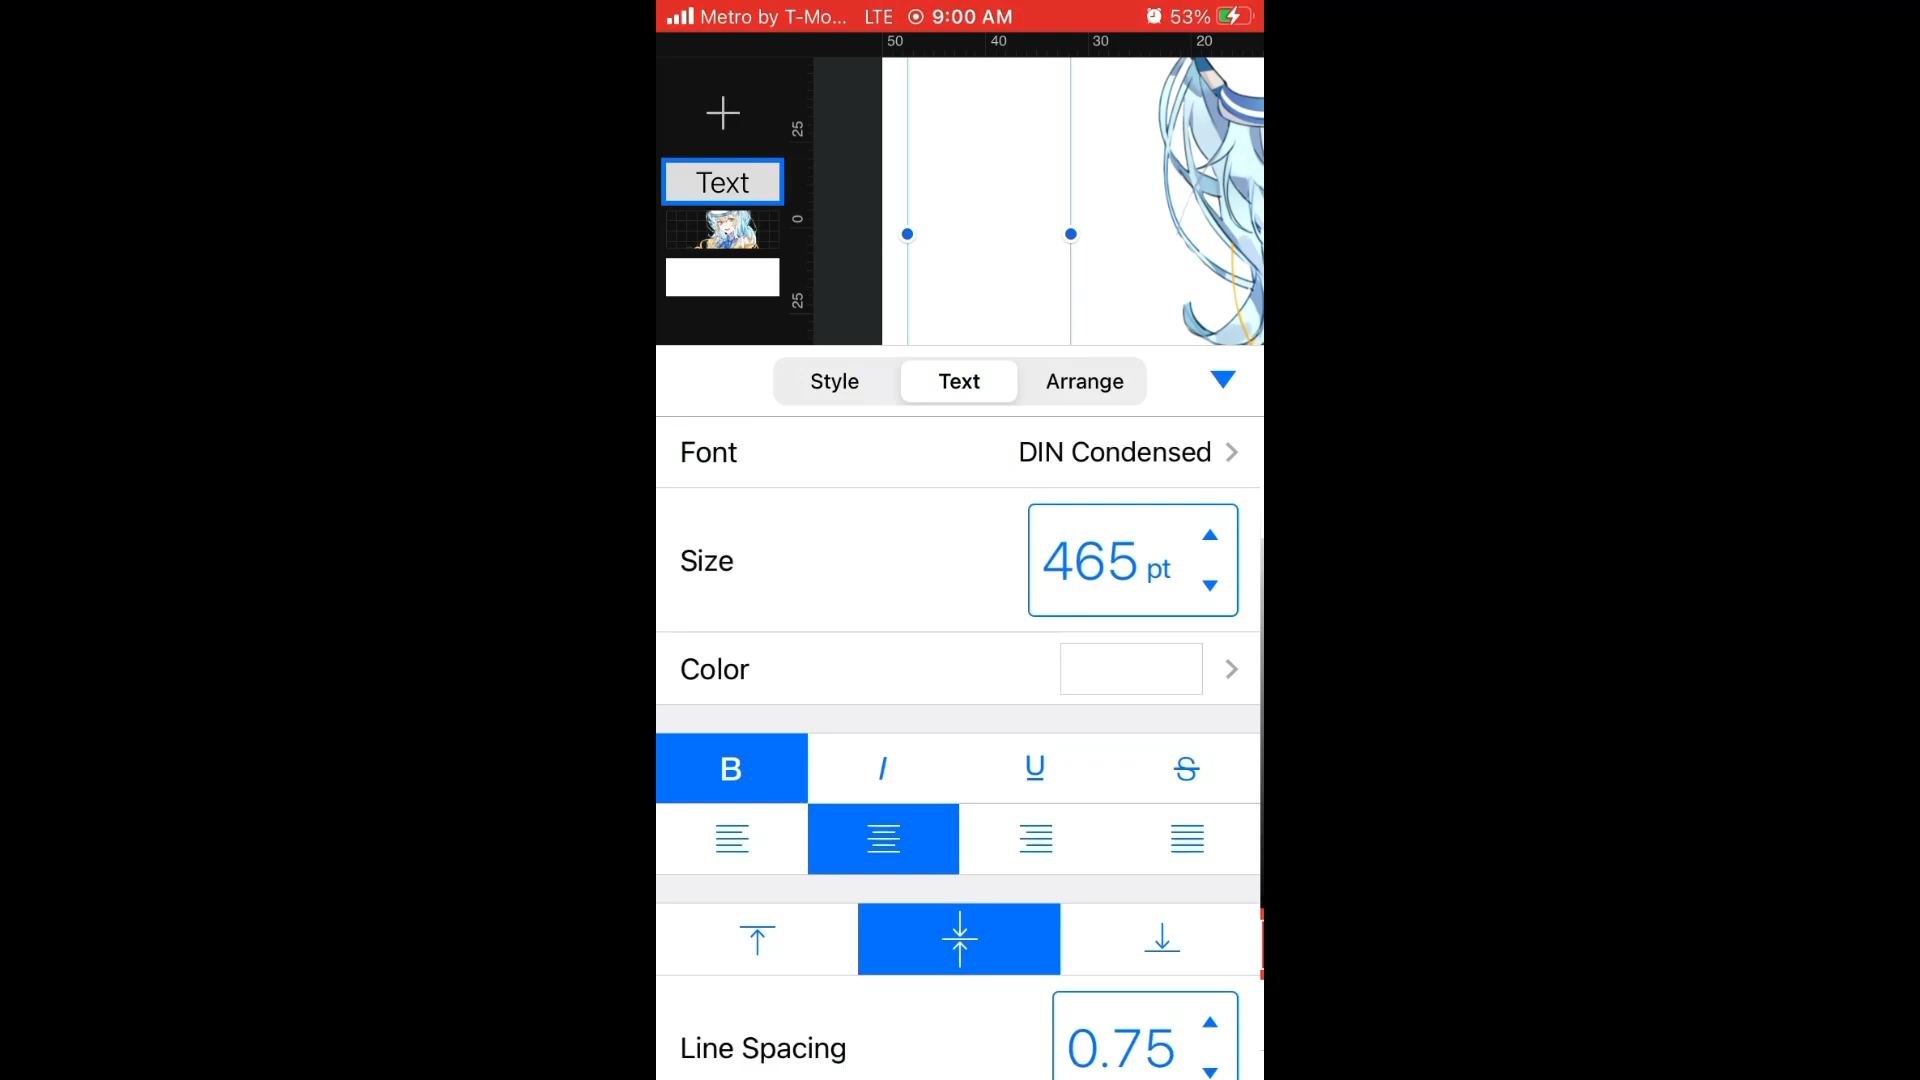 Metro by T-Mo... LTE 9:00 AM 53%
50 40 30 20
25
Text
0
25
Style Text Arrange
Font DIN Condensed
Size 465 pt
Color
B I U S
Line Spacing 0.75